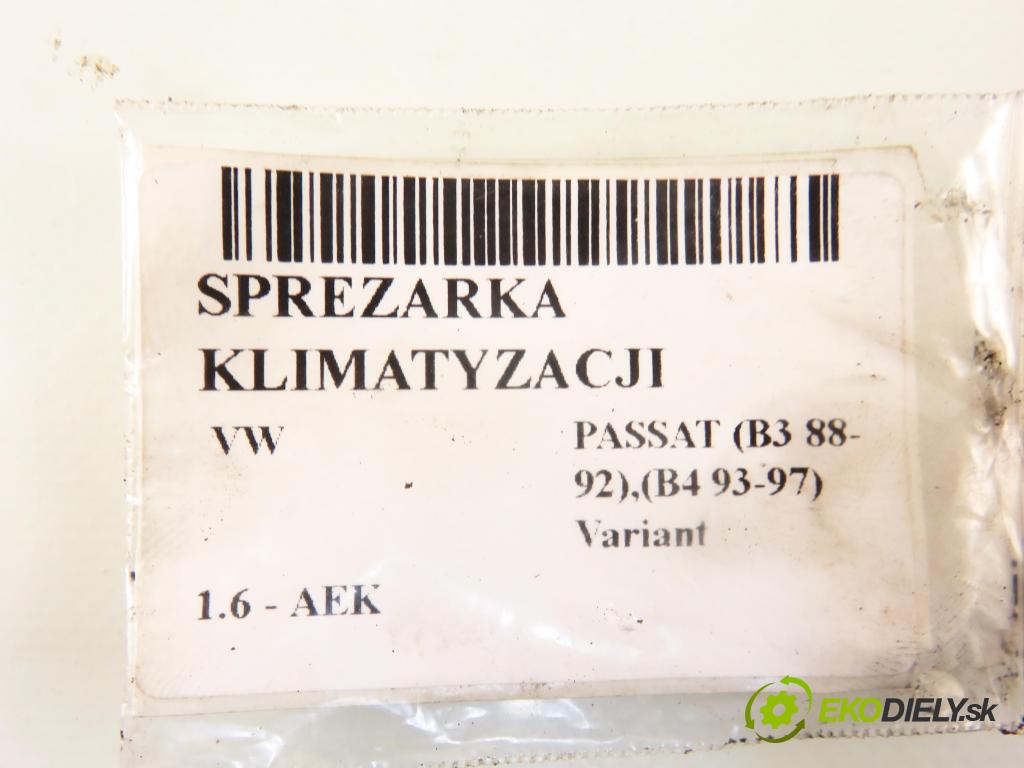 SPREZARKA
KLIMATYZACJI
VW
PASSAT (B3 88-
92),(B4 93-97)
Variant
1.6 - AEK
EKODIELY.sk